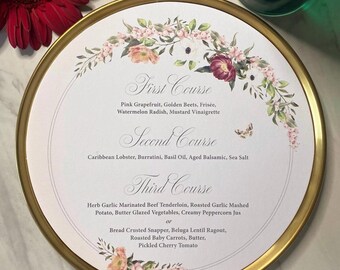 First Course
Pink Grapefruit, Golden Beets, Frisée,
Watermelon Radish, Mustard Vinaigrette
Second Course
Caribbean Lobster, Burratini, Basil Oil, Aged Balsamic, Sea Salt
Third Course
Herb Garlic Marinated Beef Tenderloin, Roasted Mashed
Potato, Butter Glazed Vegetables, Creamy Peppercorn Jus
or
Bread Crusted Snapper, Belnga Lentil Ragout,
Roasted Baby Carrots, Butter,
Pickled Cherry Tomato